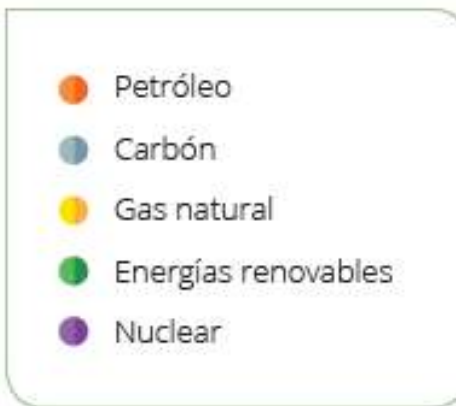 Petróleo
Carbón
Gas natural
Energías renovables
Nuclear